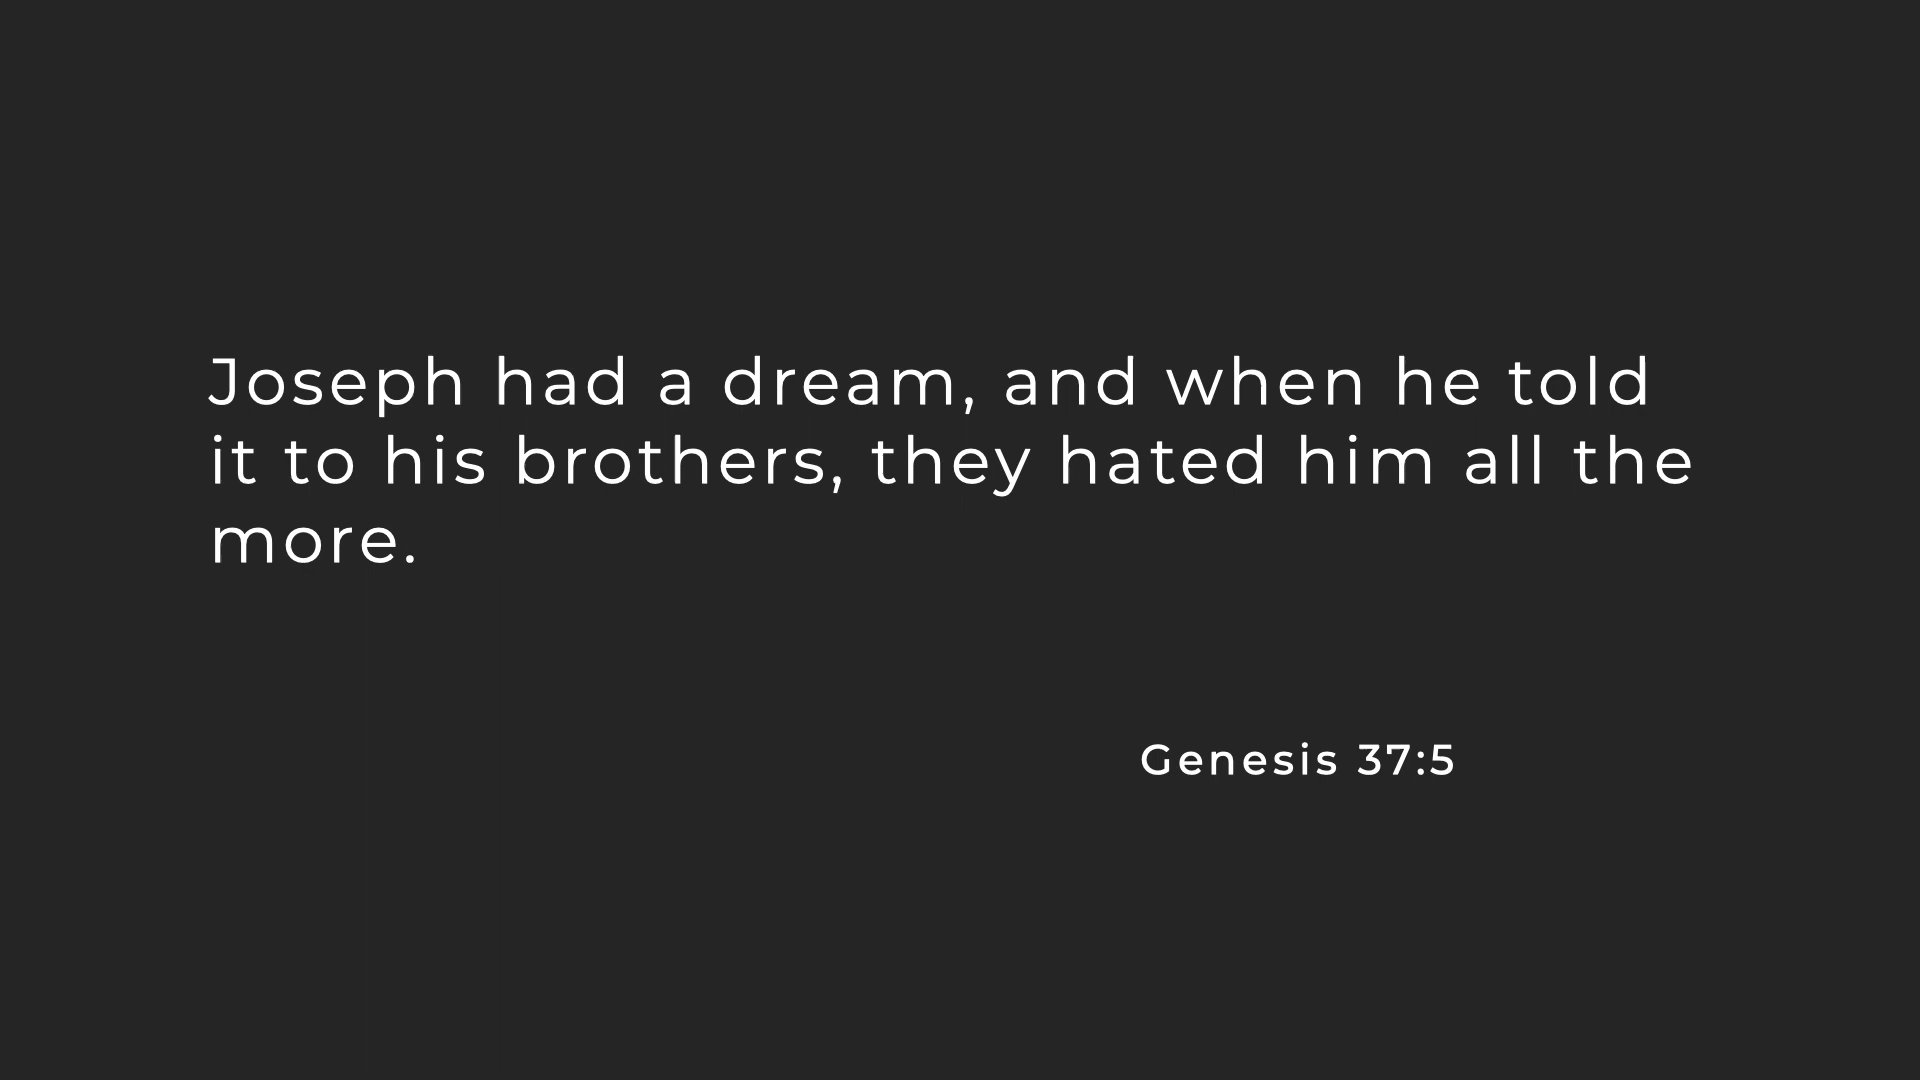 Joseph had a dream, and when he told
it to his brothers, they hated him all the
more.
Genesis 37:5